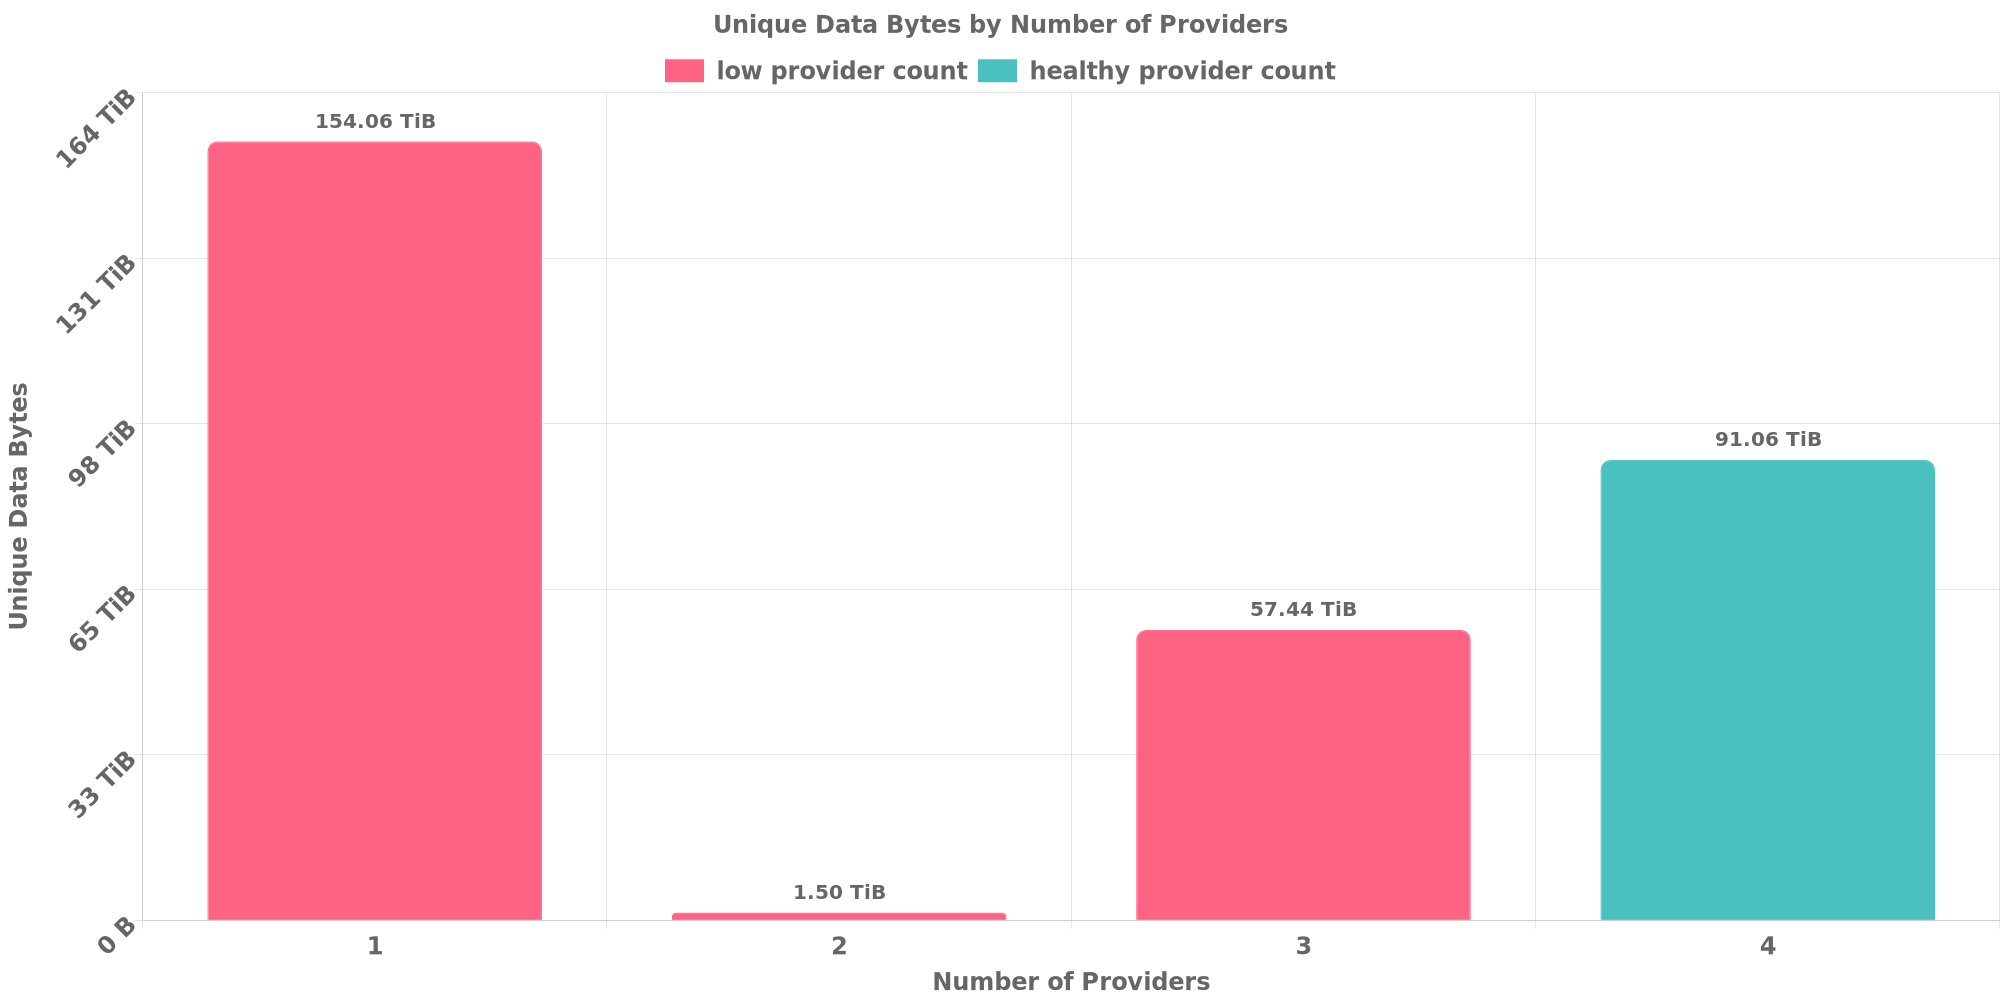 Unique Data Bytes by Number of Providers
low provider count healthy provider count
164 TiB
131 TiB
98 TiB
65 TiB
33 TiB
0 B
Unique Data Bytes
154.06 TiB
1.50 TiB
57.44 TiB
91.06 TiB
1 2 3 4
Number of Providers